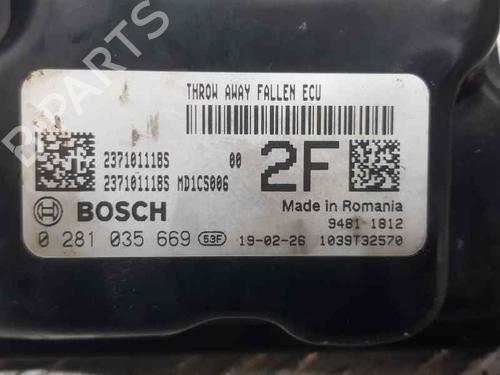 THROW AWAY FALLEN ECU
237101118S 00
237101118S MD1CS006
2F
BOSCH
Made in Romania
9481 1812
0 281 035 669 53F 19-02-26 1039T32570
B PARTS